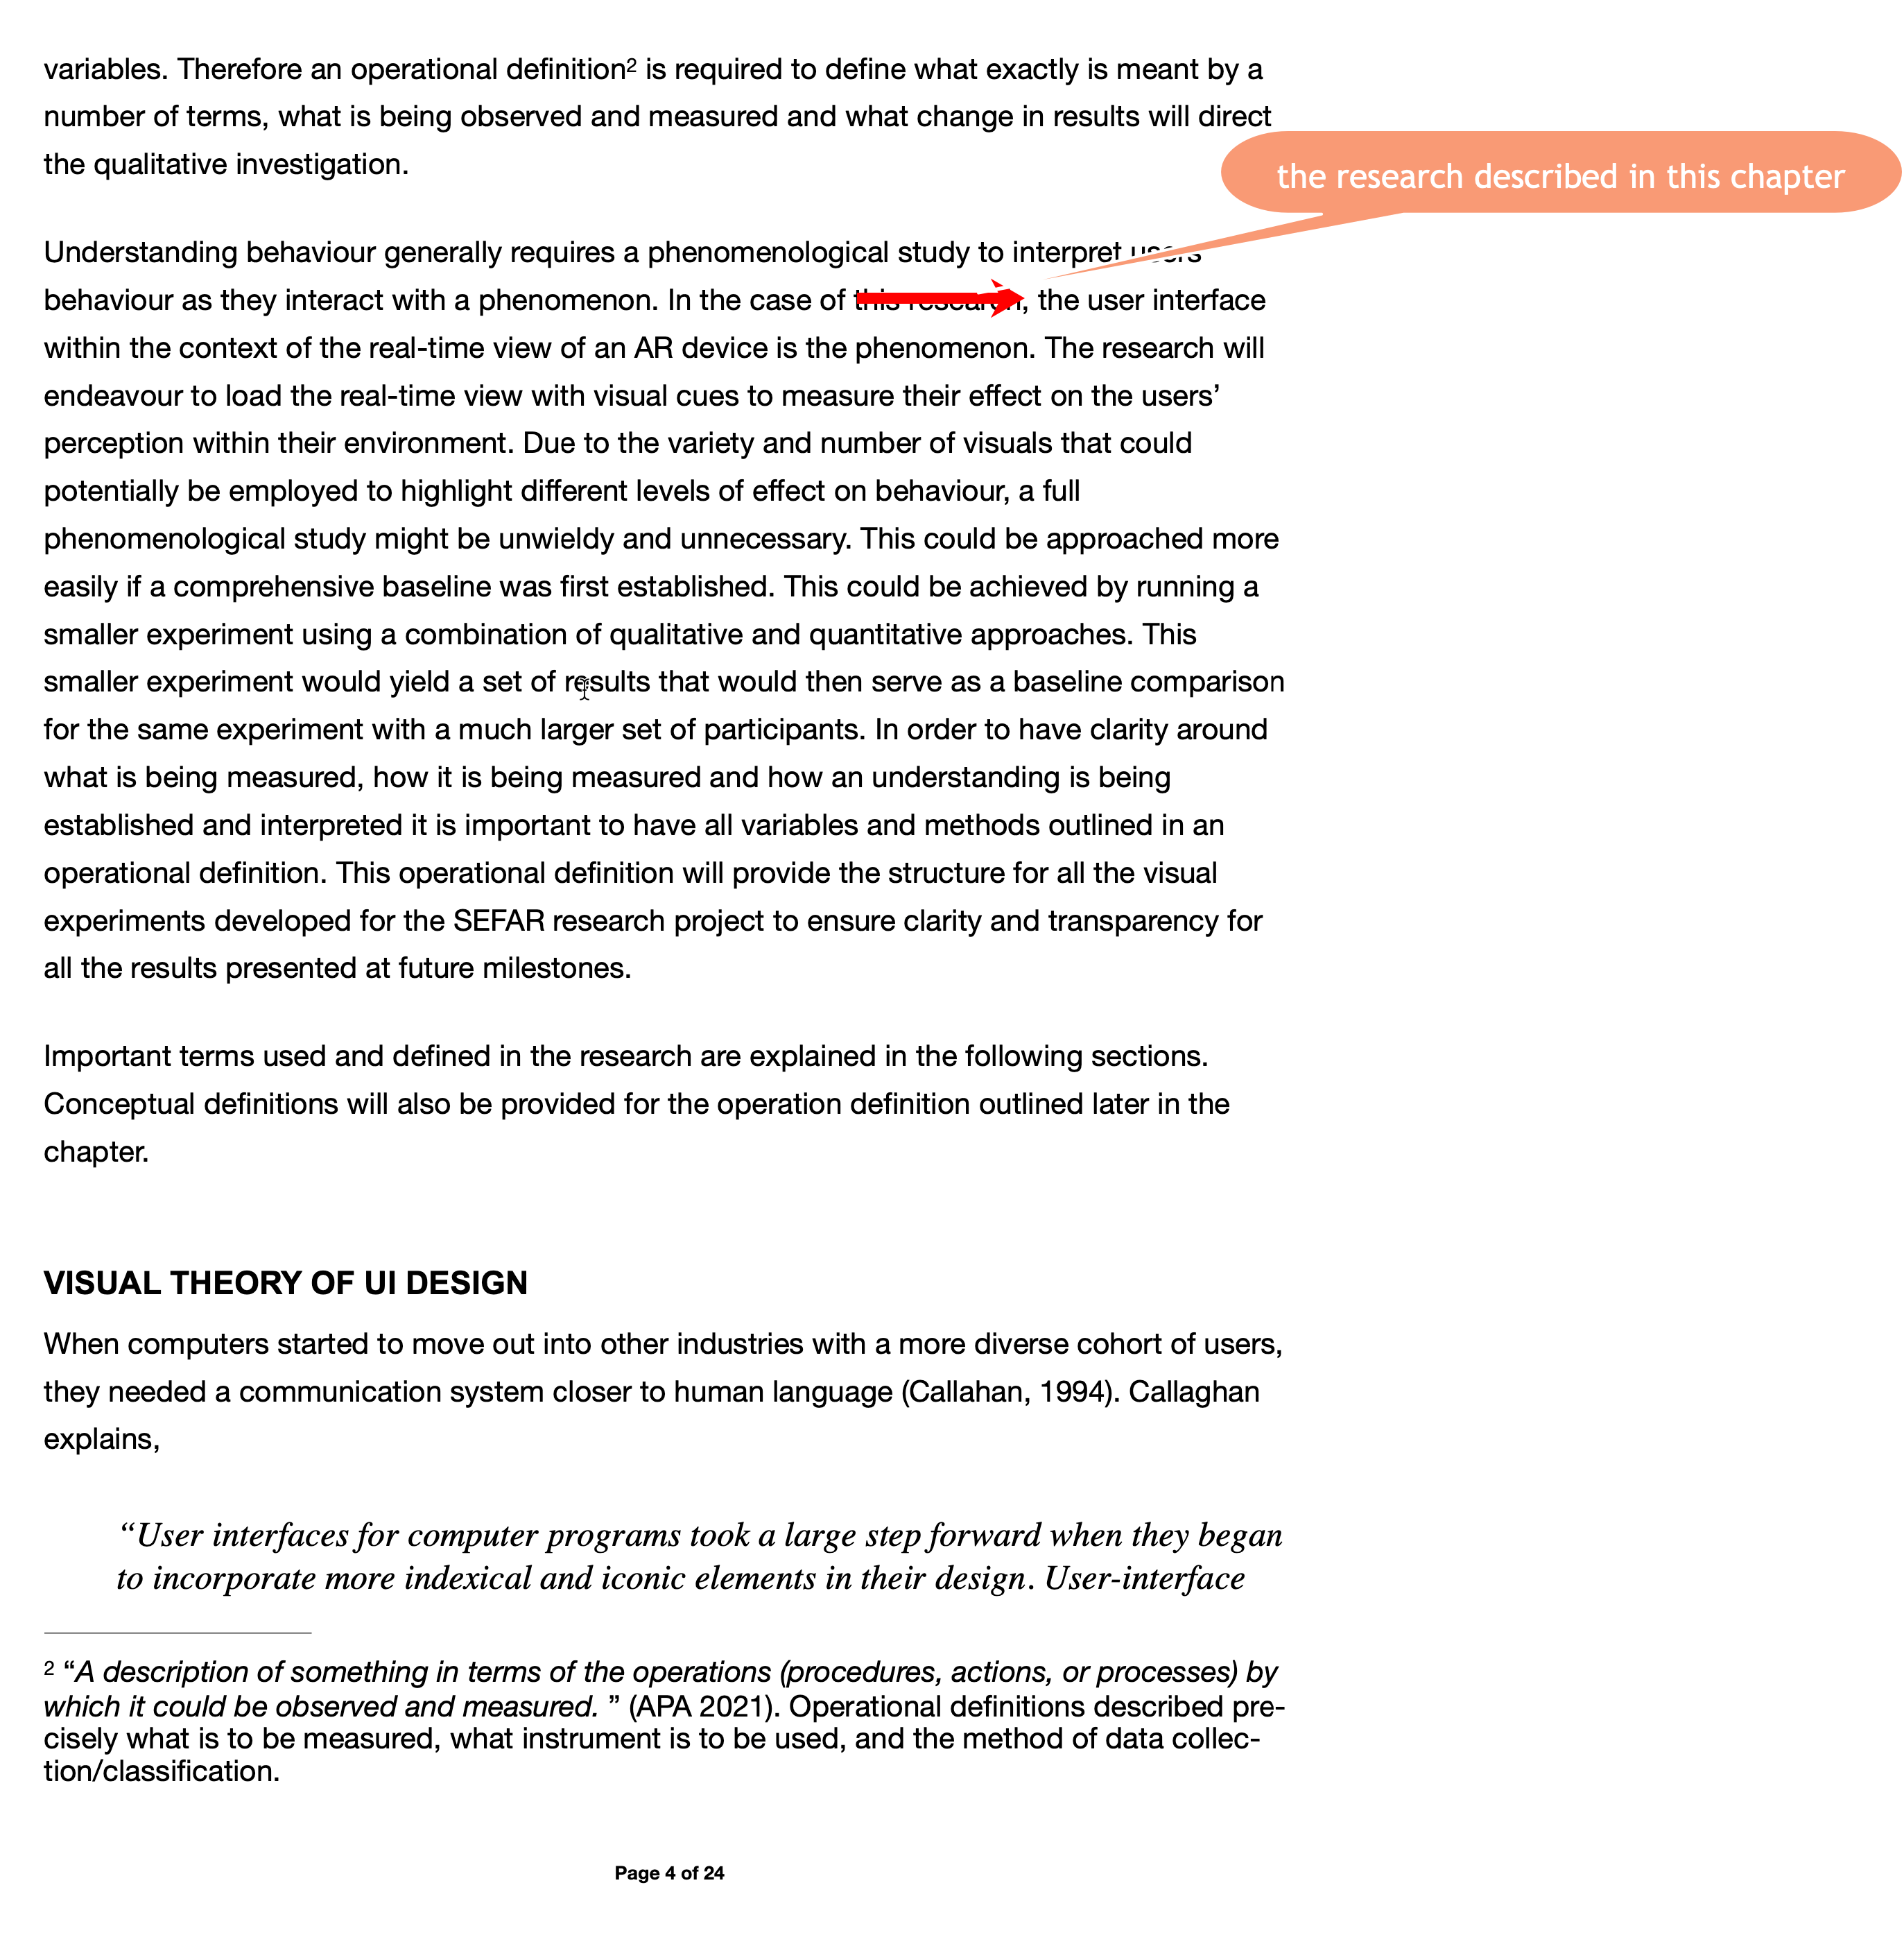 variables. Therefore an operational definition2 is required to define what exactly is meant by a
number of terms, what is being observed and measured and what change in results will direct
the qualitative investigation.
the research described in this chapter
Understanding behaviour generally requires a phenomenological study to interpret users
behaviour as they interact with a phenomenon. In the case of this research, the user interface
within the context of the real-time view of an AR device is the phenomenon. The research will
endeavour to load the real-time view with visual cues to measure their effect on the users’
perception within their environment. Due to the variety and number of visuals that could
potentially be employed to highlight different levels of effect on behaviour, a full
phenomenological study might be unwieldy and unnecessary. This could be approached more
easily if a comprehensive baseline was first established. This could be achieved by running a
smaller experiment using a combination of qualitative and quantitative approaches. This
smaller experiment would yield a set of results that would then serve as a baseline comparison
for the same experiment with a much larger set of participants. In order to have clarity around
what is being measured, how it is being measured and how an understanding is being
established and interpreted it is important to have all variables and methods outlined in an
operational definition. This operational definition will provide the structure for all the visual
experiments developed for the SEFAR research project to ensure clarity and transparency for
all the results presented at future milestones.
Important terms used and defined in the research are explained in the following sections.
Conceptual definitions will also be provided for the operation definition outlined later in the
chapter.
VISUAL THEORY OF UI DESIGN
When computers started to move out into other industries with a more diverse cohort of users,
they needed a communication system closer to human language (Callahan, 1994). Callaghan
explains,
“User interfaces for computer programs took a large step forward when they began
to incorporate more indexical and iconic elements in their design. User-interface
2 “A description of something in terms of the operations (procedures, actions, or processes) by
which it could be observed and measured. ” (APA 2021). Operational definitions described pre-
cisely what is to be measured, what instrument is to be used, and the method of data collec-
tion/classification.
Page 4 of 24